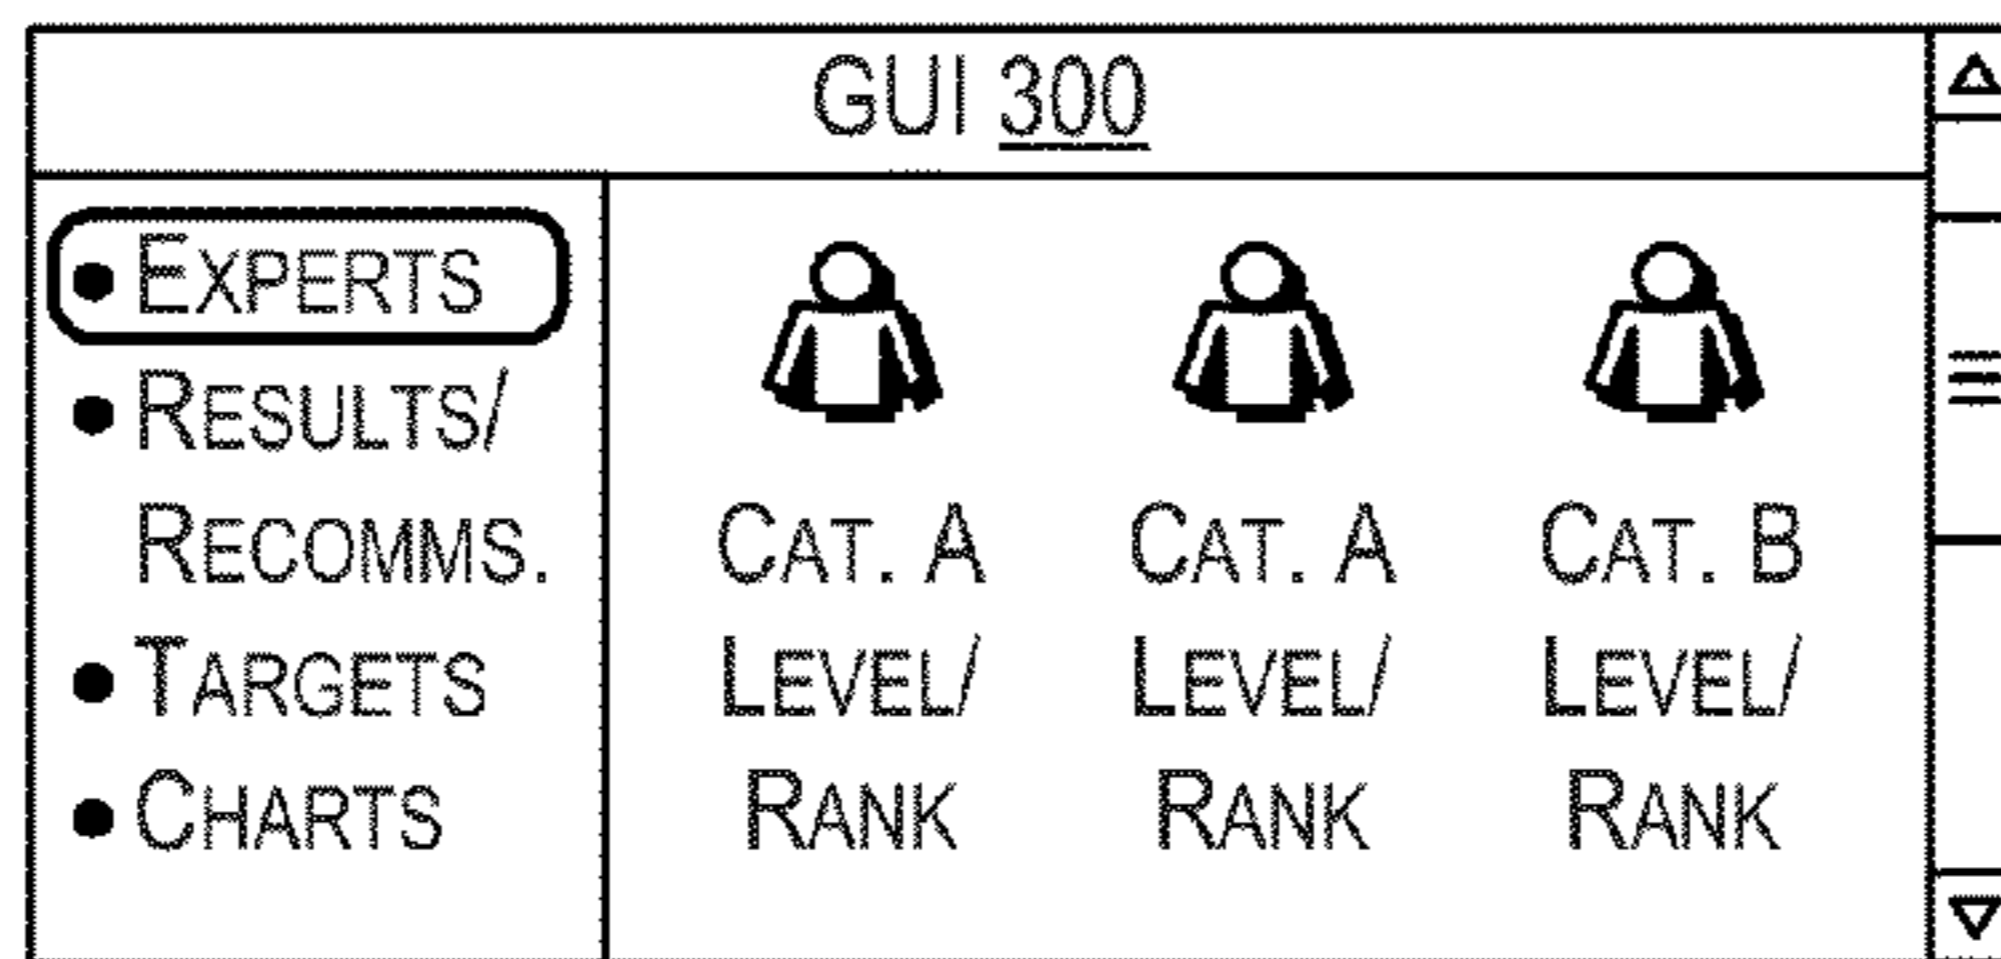 GUI 300
• EXPERTS
• RESULTS/
RECOMMS.
• TARGETS
• CHARTS
CAT. A
LEVEL/
RANK
CAT. A
LEVEL/
RANK
CAT. B
LEVEL/
RANK